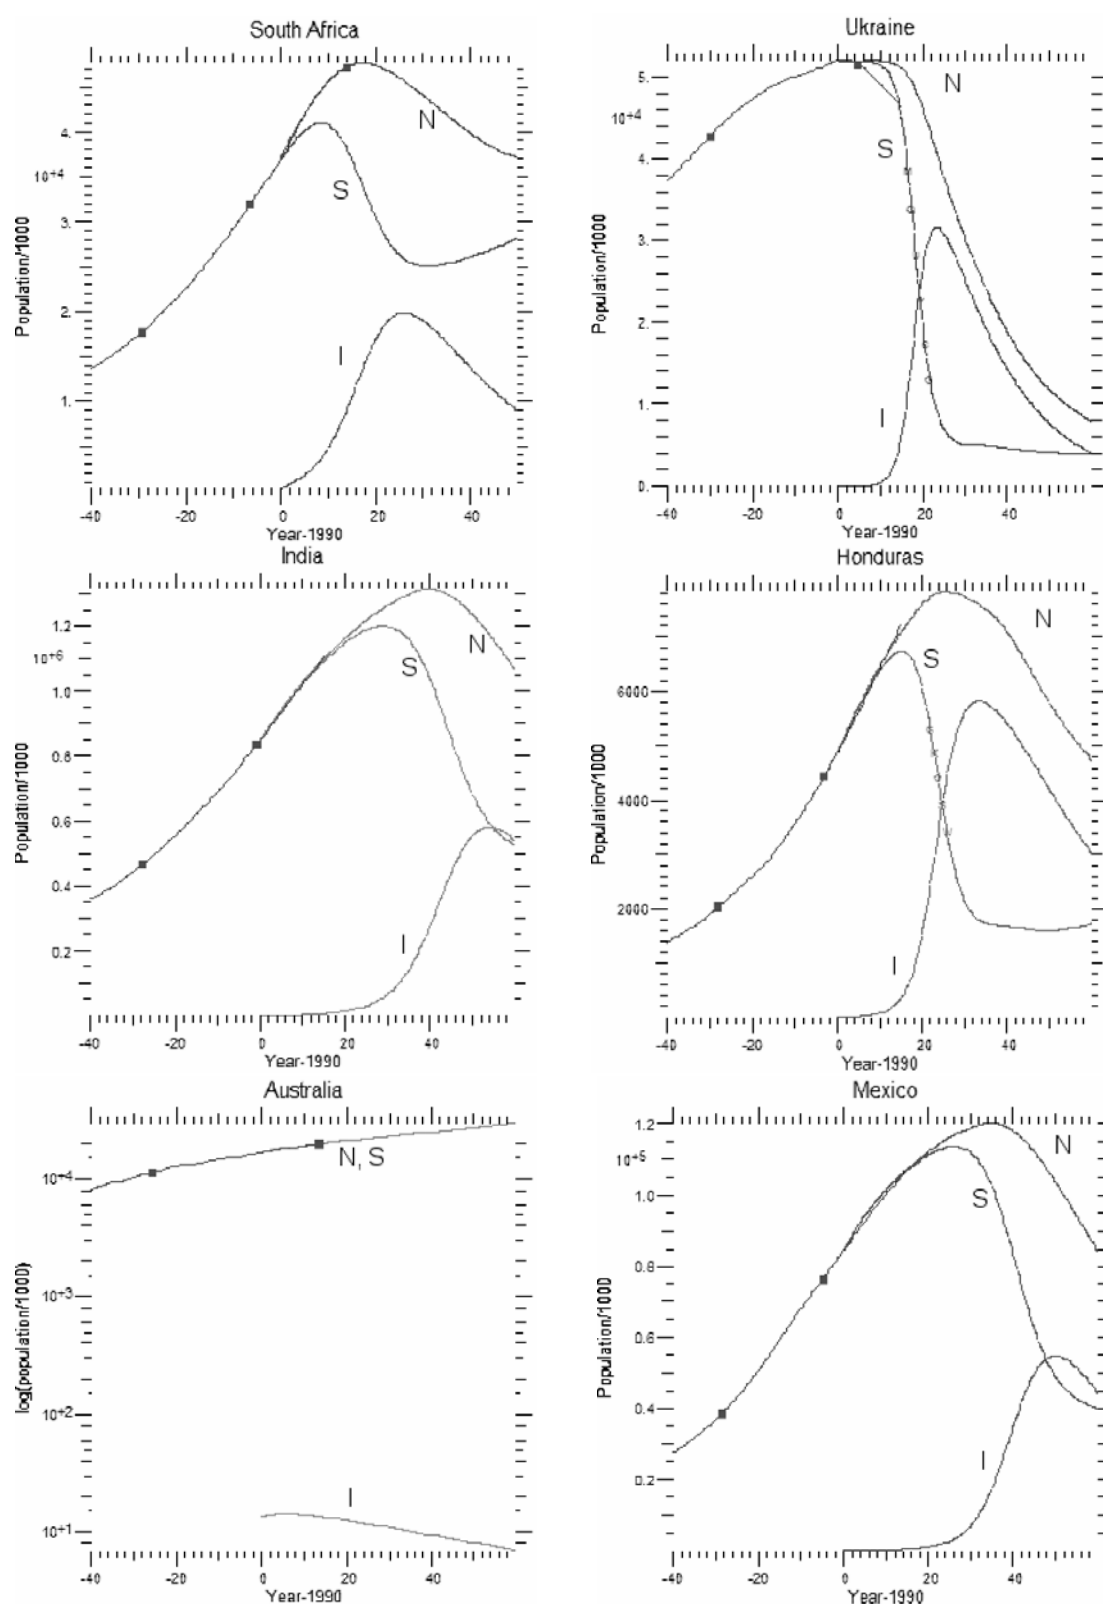 South Africa
4.
10+4
3.
2.
1.
Population/1000
N
S
I
-40 -20 0 20 40
Year-1990
Ukraine
5.
10+4
4.
3.
2.
1.
0.
Population/1000
N
S
I
-40 -20 0 20 40
Year-1990
India
1.2
10+6
1.0
0.8
0.6
0.4
0.2
Population/1000
N
S
I
-40 -20 0 20 40
Year-1990
Honduras
6000
4000
2000
Population/1000
N
S
I
-40 -20 0 20 40
Year-1990
Australia
10+4
10+3
10+2
10+1
log(population/1000)
N, S
I
-40 -20 0 20 40
Year-1990
Mexico
1.2
10+5
1.0
0.8
0.6
0.4
0.2
Population/1000
N
S
I
-40 -20 0 20 40
Year-1990